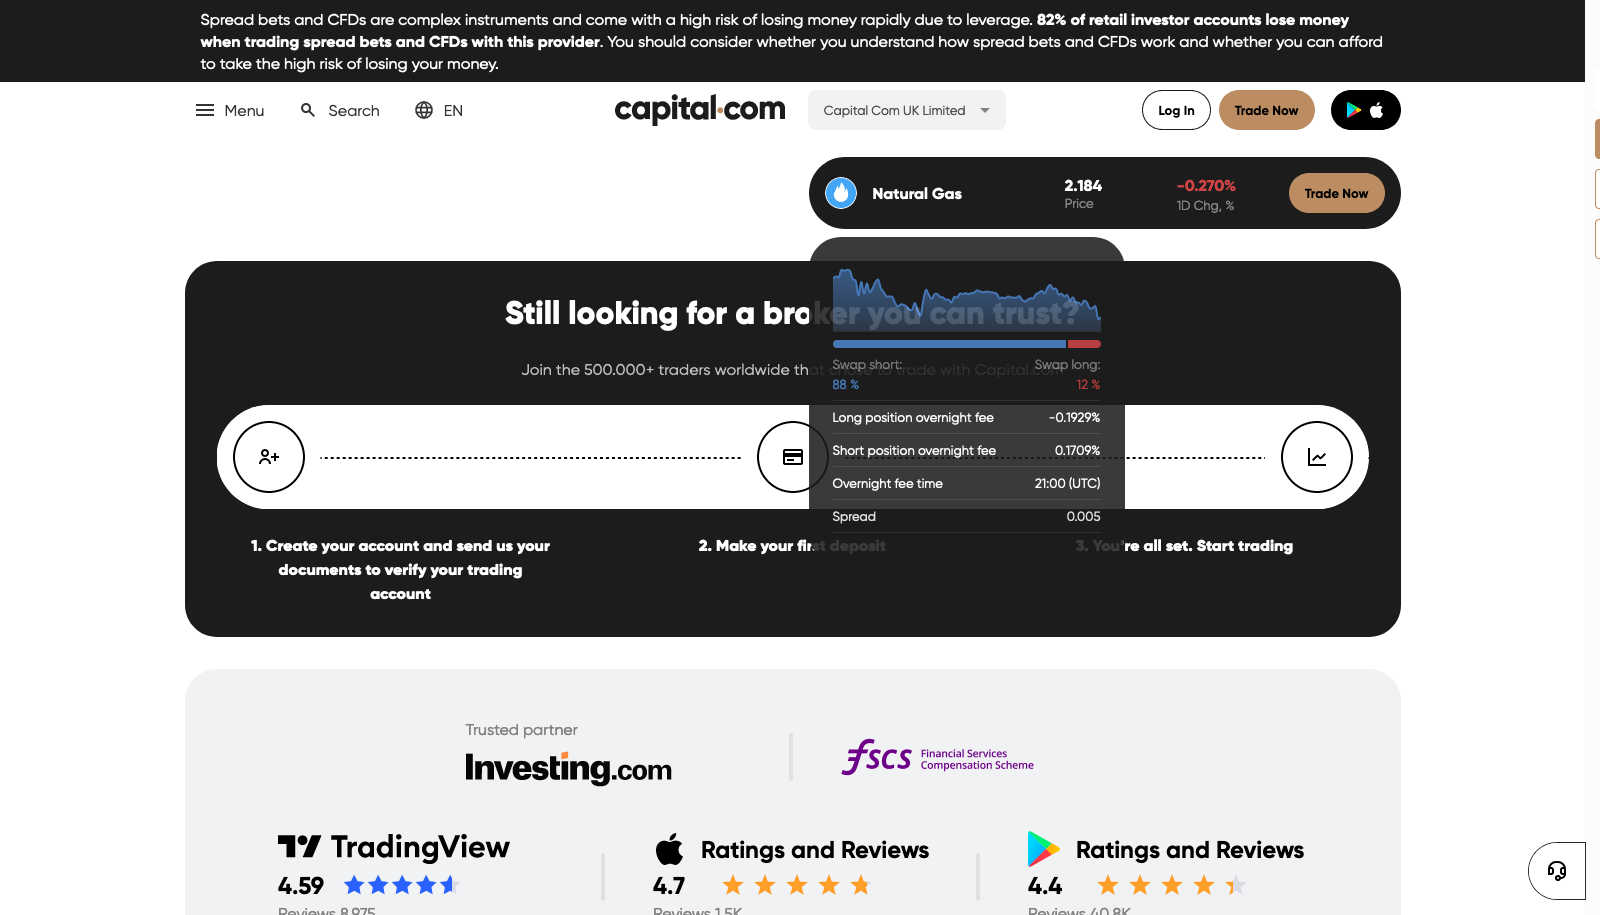 Spread bets and CFDs are complex instruments and come with a high risk of losing money rapidly due to leverage. 82% of retail investor accounts lose money
when trading spread bets and CFDs with this provider. You should consider whether you understand how spread bets and CFDs work and whether you can afford
to take the high risk of losing your money.
Menu
Search
EN
capital.com
Capital Com UK Limited
Log In
Trade Now
Natural Gas
2.184
Price
-0.270%
1D Chg, %
Trade Now
Still looking for a broker you can trust?
Join the 500.000+ traders worldwide that chose to trade with Capital.com
Swap short:
Swap long:
88 %
12 %
Long position overnight fee
-0.1929%
Short position overnight fee
0.1709%
Overnight fee time
21:00 (UTC)
Spread
0.005
1. Create your account and send us your
documents to verify your trading
account
2. Make your first deposit
3. You're all set. Start trading
Trusted partner
Investing.com
fscs
Financial Services
Compensation Scheme
TradingView
4.59
Reviews 8,975
Ratings and Reviews
4.7
Reviews 1.5K
Ratings and Reviews
4.4
Reviews 40.8K